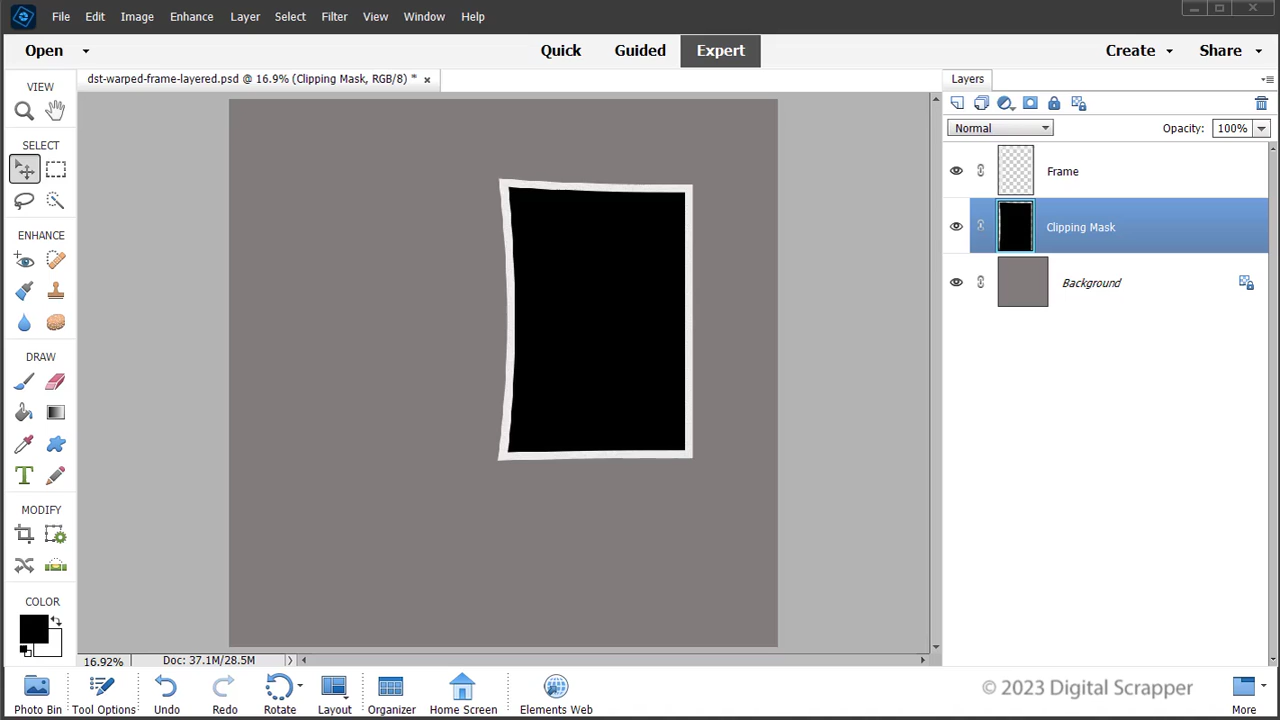 File Edit Image Enhance Layer Select Filter View Window Help
Open Quick Guided Expert Create Share
VIEW
dst-warped-frame-layered.psd @ 16.9% (Clipping Mask, RGB/8) *
Layers
Normal Opacity: 100%
SELECT
Frame
Clipping Mask
ENHANCE
Background
DRAW
MODIFY
COLOR
16.92% Doc: 37.1M/28.5M
Photo Bin Tool Options Undo Redo Rotate Layout Organizer Home Screen Elements Web More
© 2023 Digital Scrapper